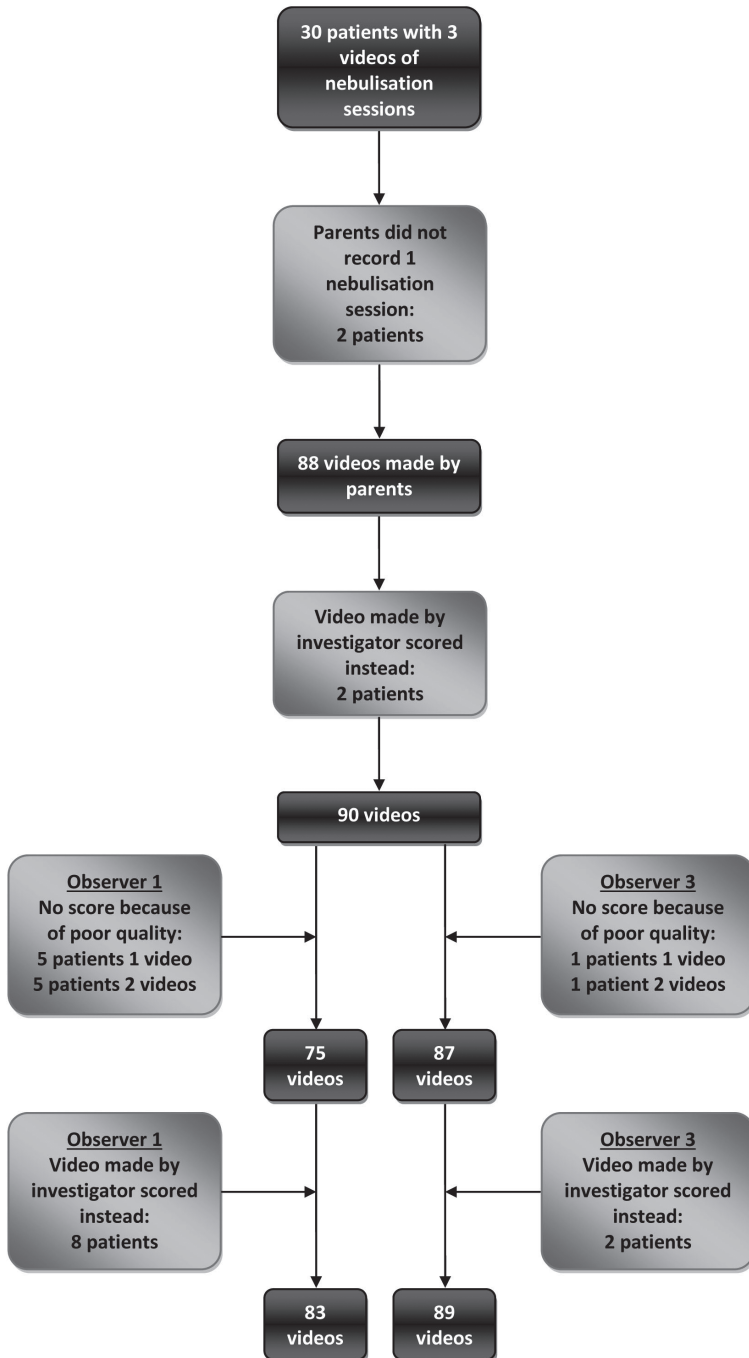 30 patients with 3
videos of
nebulisation
sessions
Parents did not
record 1
nebulisation
session:
2 patients
88 videos made by
parents
Video made by
investigator scored
instead:
2 patients
90 videos
Observer 1
No score because
of poor quality:
5 patients 1 video
5 patients 2 videos
Observer 3
No score because
of poor quality:
1 patients 1 video
1 patient 2 videos
75
videos
87
videos
Observer 1
Video made by
investigator scored
instead:
8 patients
Observer 3
Video made by
investigator scored
instead:
2 patients
83
videos
89
videos